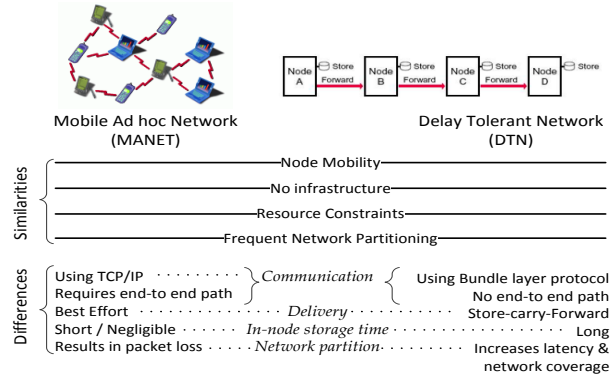 Store Store Store Store
Node A Node B Node C Node D
Forward Forward Forward
Mobile Ad hoc Network
(MANET)
Delay Tolerant Network
(DTN)
Similarities
Node Mobility
No infrastructure
Resource Constraints
Frequent Network Partitioning
Differences
Using TCP/IP Communication Using Bundle layer protocol
Requires end-to end path No end-to end path
Best Effort Delivery Store-carry-Forward
Short / Negligible In-node storage time Long
Results in packet loss Network partition Increases latency &
network coverage